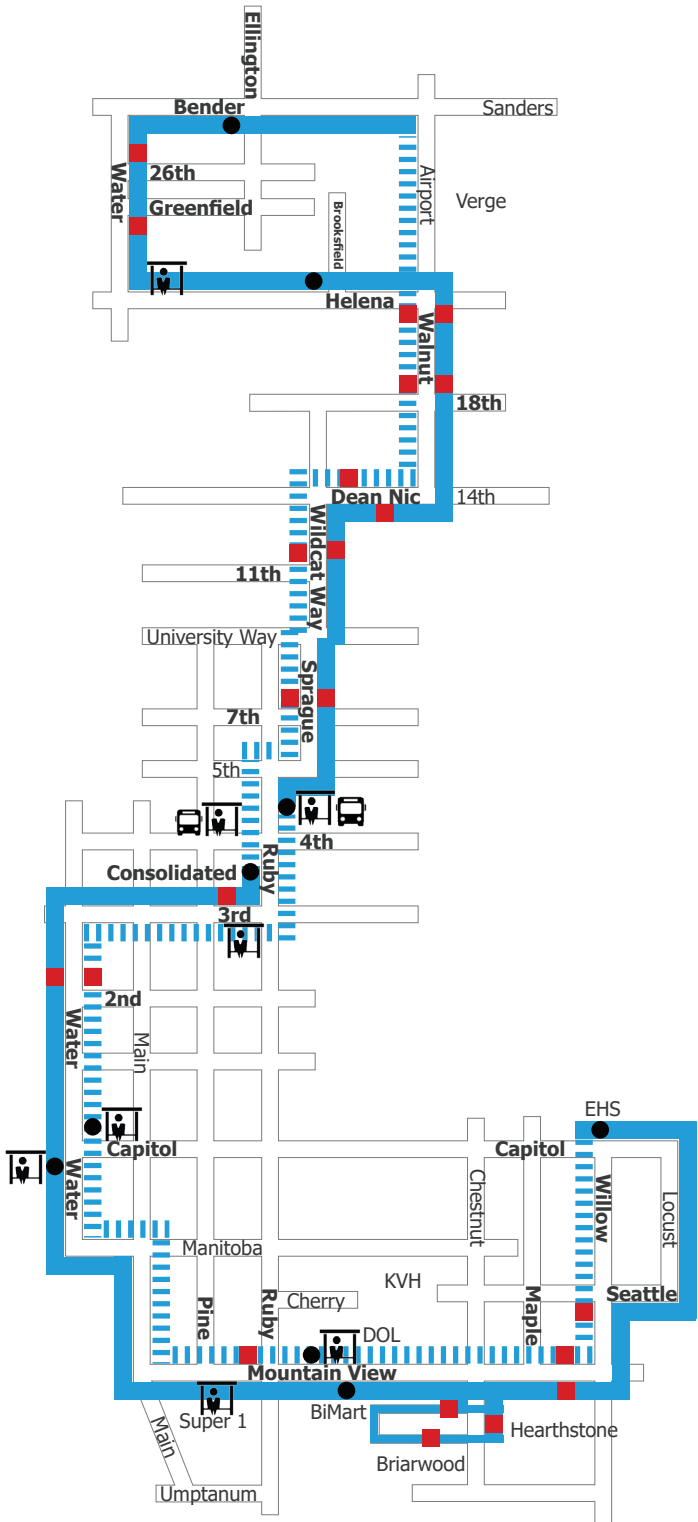 Ellington
Bender
Sanders
Water
26th
Airport
Greenfield
Verge
Brooksfield
Helena
Walnut
18th
Dean Nic
14th
Wildcat Way
11th
University Way
Sprague
7th
5th
4th
Ruby
Consolidated
3rd
2nd
Water
Main
EHS
Capitol
Capitol
Water
Chestnut
Willow
Locust
Manitoba
KVH
Seattle
Cherry
Pine
Ruby
Maple
DOL
Mountain View
Super 1
BiMart
Main
Hearthstone
Briarwood
Umptanum